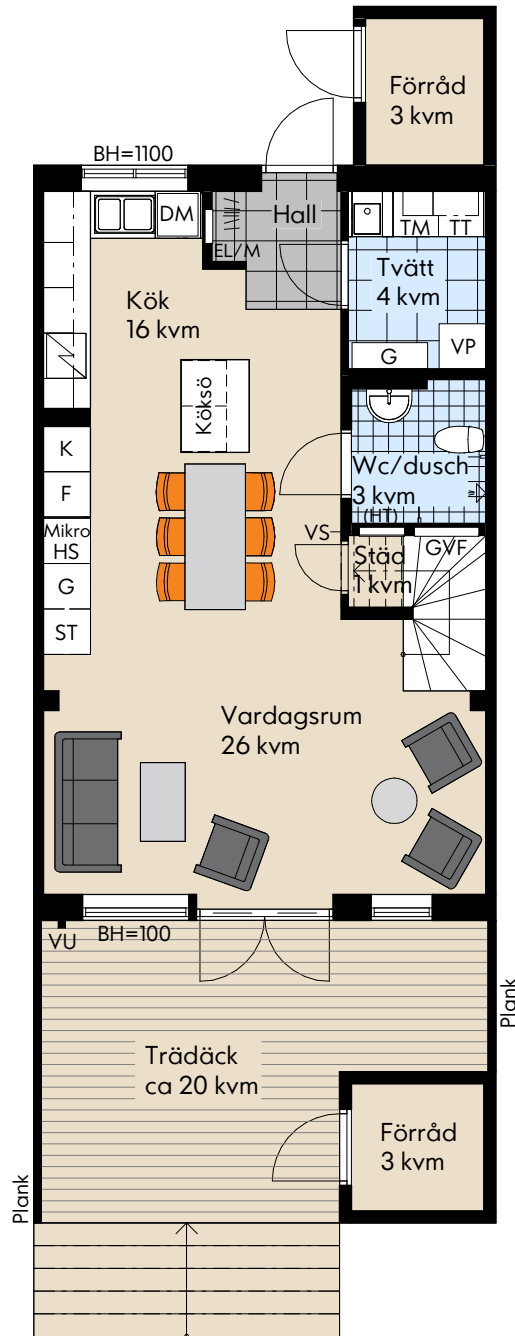 Förråd
3 kvm
BH=1100
DM
Hall
TM
TT
EL/M
Tvätt
4 kvm
Kök
16 kvm
G
VP
Köksö
K
F
Mikro
HS
G
ST
Wc/dusch
3 kvm
(HT)
VS
Städ
1 kvm
GVF
Vardagsrum
26 kvm
VU
BH=100
Plank
Trädäck
ca 20 kvm
Förråd
3 kvm
Plank